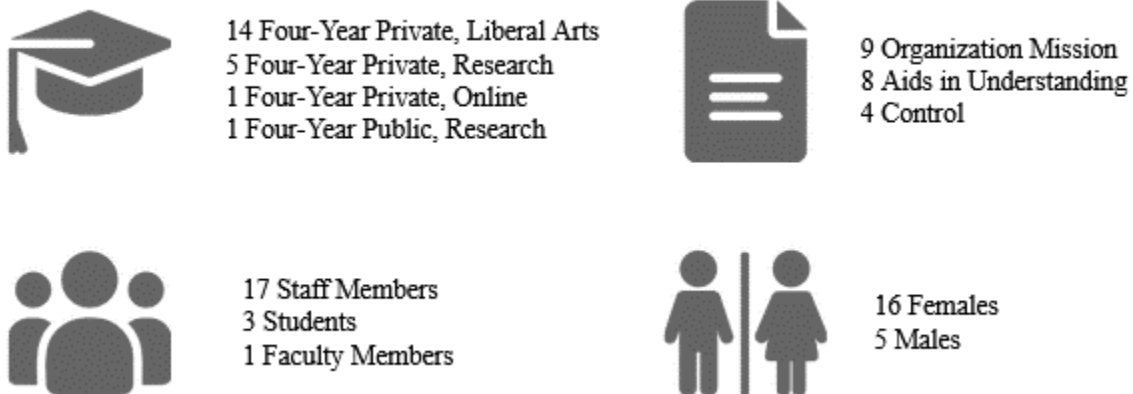 14 Four-Year Private, Liberal Arts
5 Four-Year Private, Research
1 Four-Year Private, Online
1 Four-Year Public, Research
9 Organization Mission
8 Aids in Understanding
4 Control
17 Staff Members
3 Students
1 Faculty Members
16 Females
5 Males